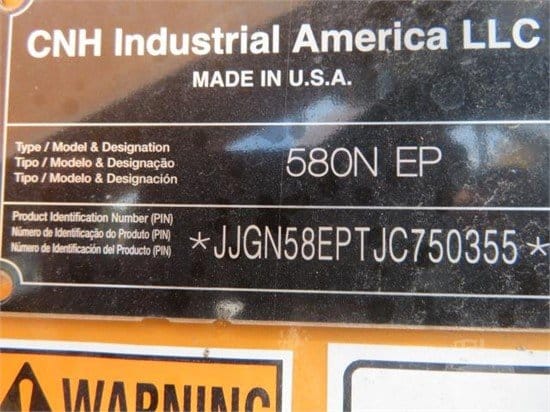 CNH Industrial America LLC
MADE IN U.S.A.
Type / Model & Designation
Tipo / Modelo & Designação
Tipo / Modelo & Designación
580N EP
Product Identification Number (PIN)
Número de Identificação do Produto (PIN)
Número de Identificación del Producto (PIN)
*JJGN58EPTJC750355*
WARNING